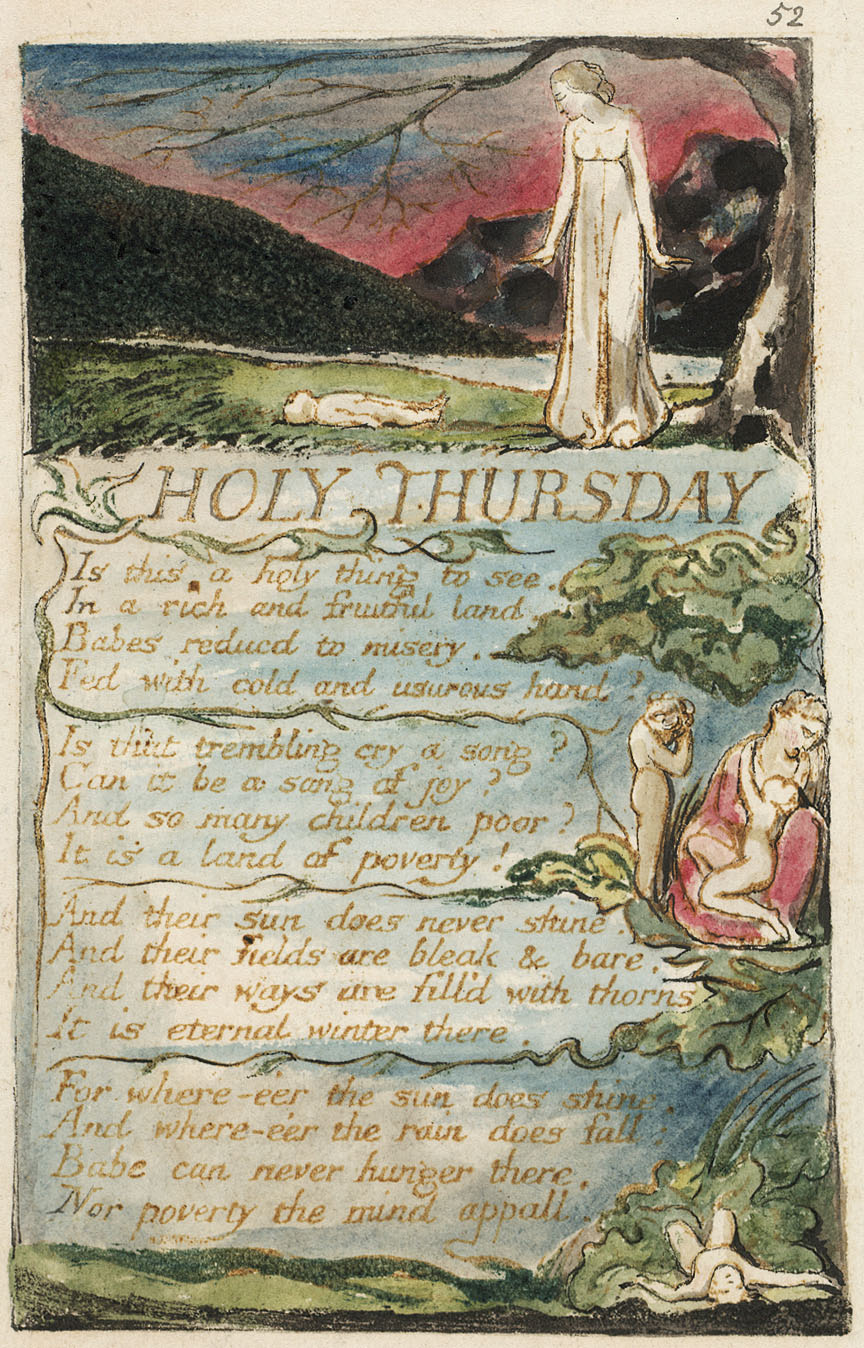 52
HOLY THURSDAY
Is this a holy thing to see.
In a rich and fruitful land.
Babes reducd to misery.
Fed with cold and usurous hand?
Is that trembling cry a song?
Can it be a song of joy?
And so many children poor?
It is a land of poverty!
And their sun does never shine.
And their fields are bleak & bare.
And their ways are fill'd with thorns
It is eternal winter there.
For where-e'er the sun does shine.
And where-e'er the rain does fall:
Babe can never hunger there,
Nor poverty the mind appall.